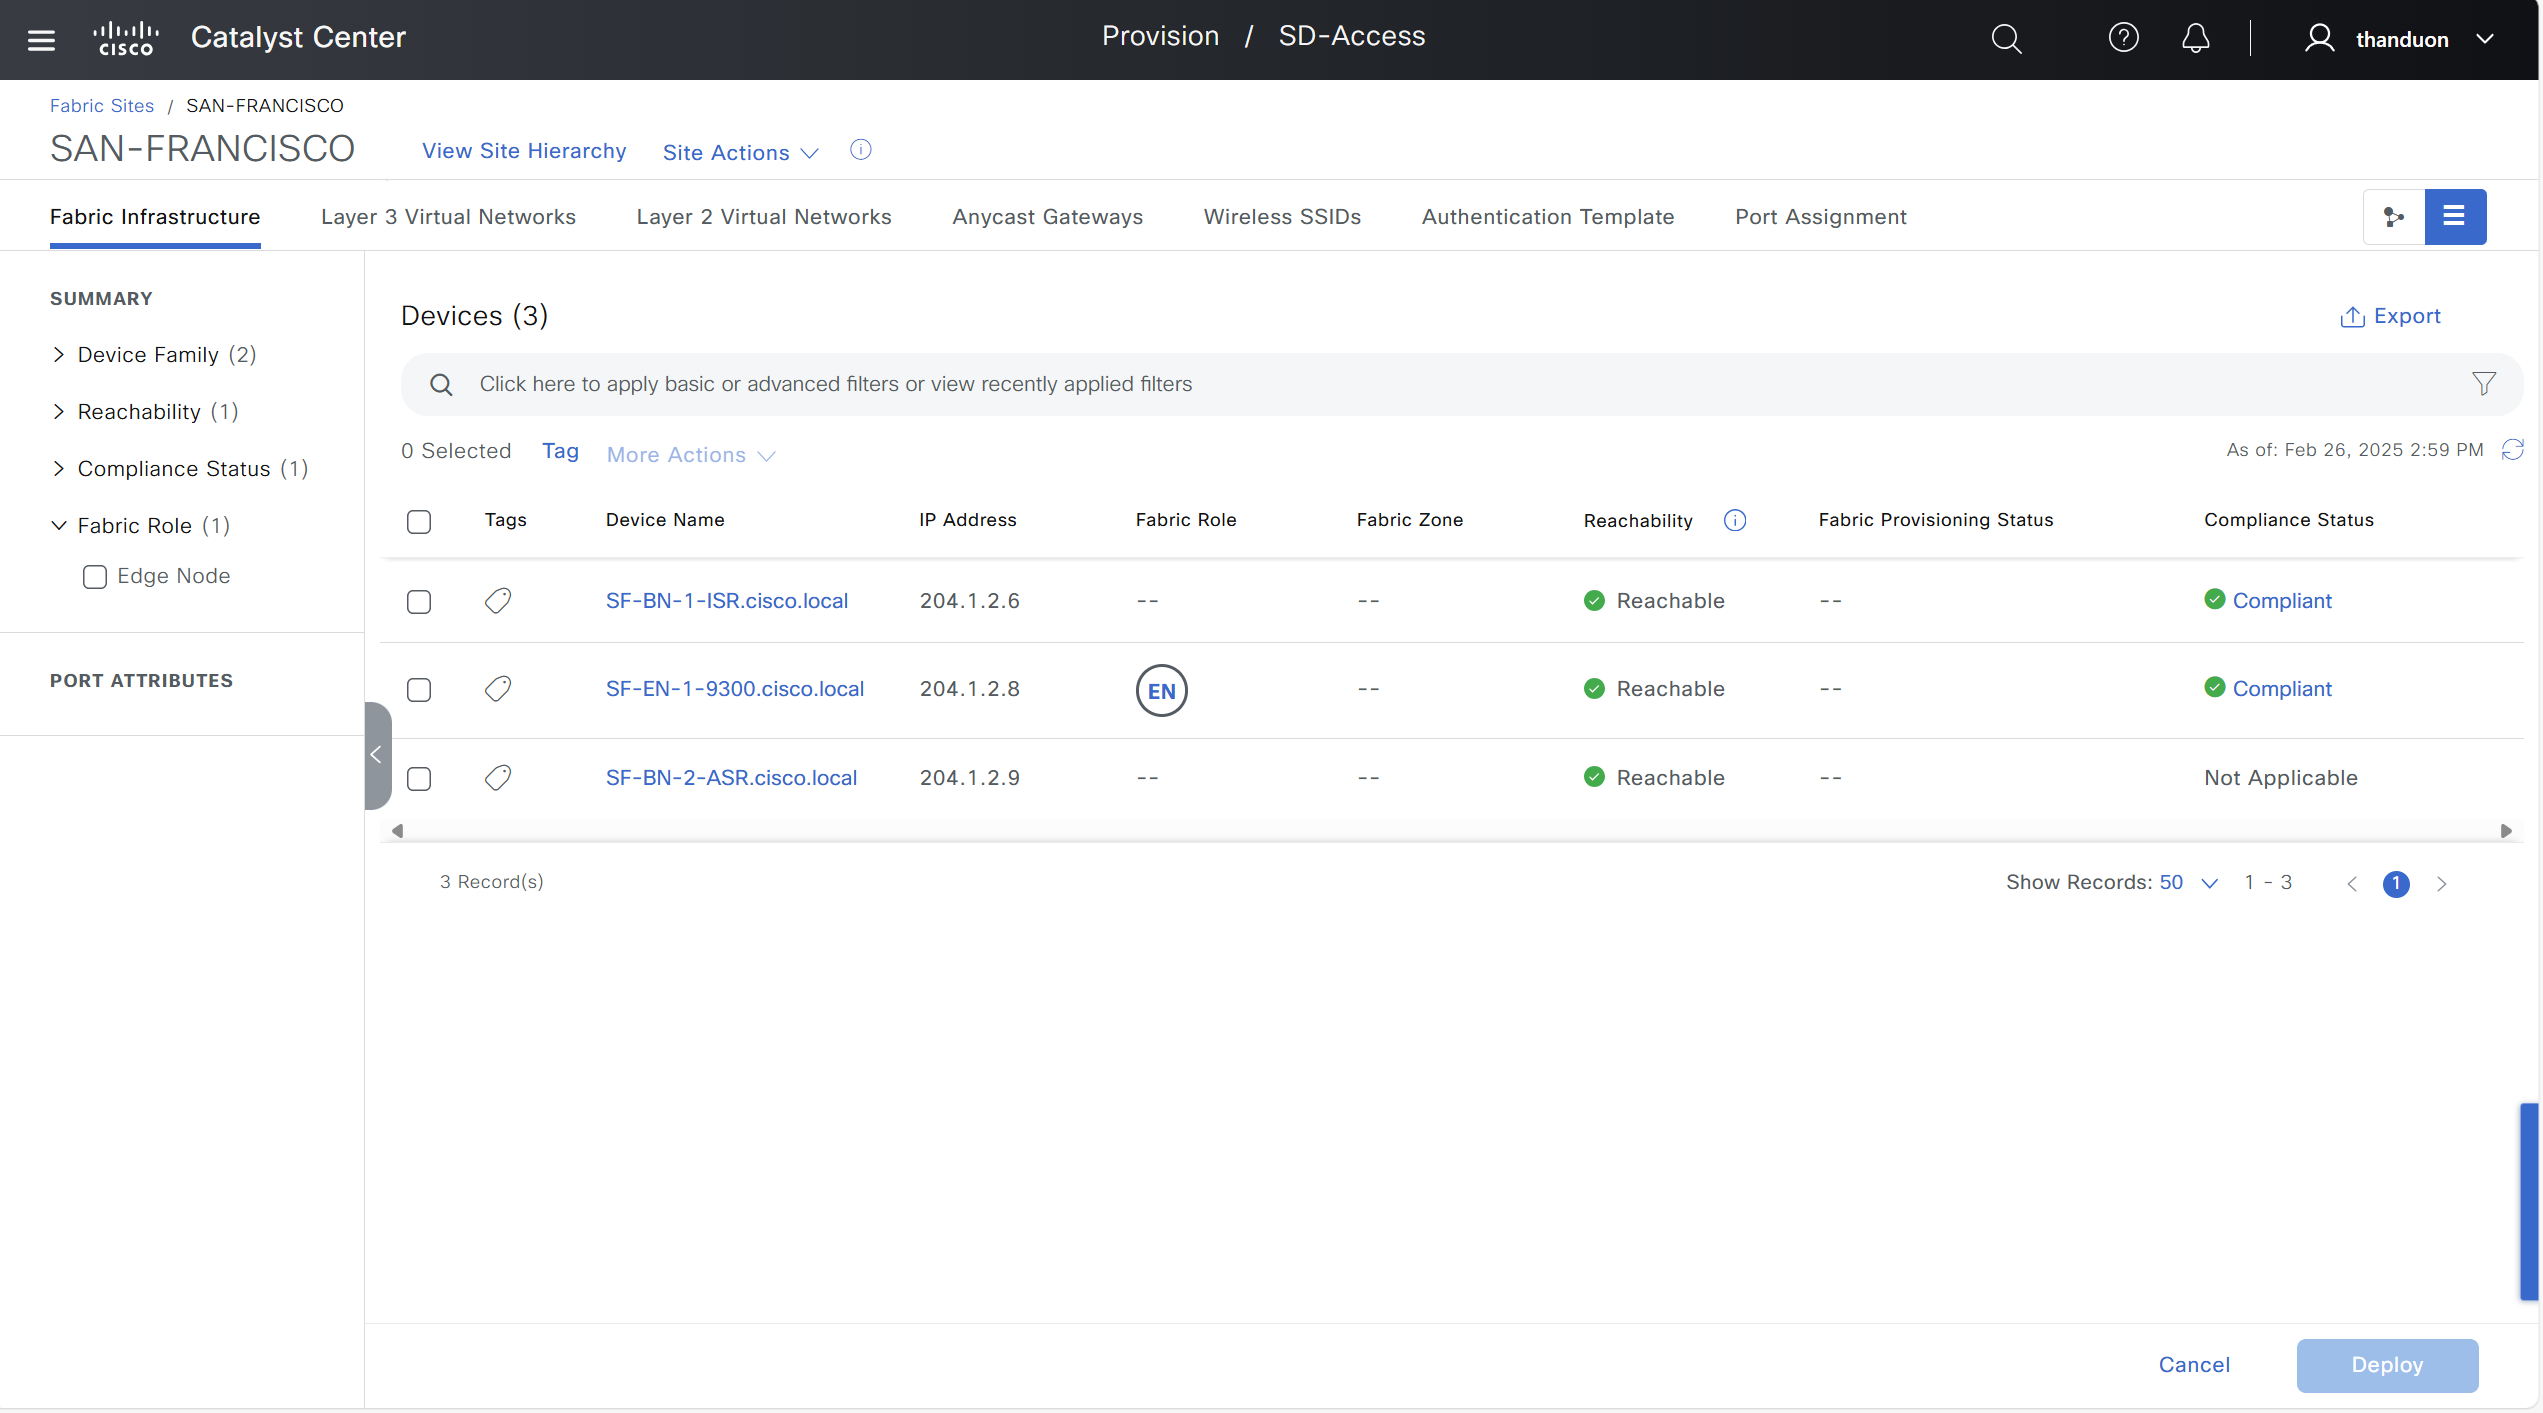 cisco Catalyst Center Provision / SD-Access thanduon
Fabric Sites / SAN-FRANCISCO
SAN-FRANCISCO View Site Hierarchy Site Actions
Fabric Infrastructure Layer 3 Virtual Networks Layer 2 Virtual Networks Anycast Gateways Wireless SSIDs Authentication Template Port Assignment
SUMMARY
Device Family (2)
Reachability (1)
Compliance Status (1)
Fabric Role (1)
Edge Node
PORT ATTRIBUTES
Devices (3) Export
Click here to apply basic or advanced filters or view recently applied filters
0 Selected Tag More Actions As of: Feb 26, 2025 2:59 PM
Tags Device Name IP Address Fabric Role Fabric Zone Reachability Fabric Provisioning Status Compliance Status
SF-BN-1-ISR.cisco.local 204.1.2.6 -- -- Reachable -- Compliant
SF-EN-1-9300.cisco.local 204.1.2.8 EN -- Reachable -- Compliant
SF-BN-2-ASR.cisco.local 204.1.2.9 -- -- Reachable -- Not Applicable
3 Record(s) Show Records: 50 1 - 3 1
Cancel Deploy